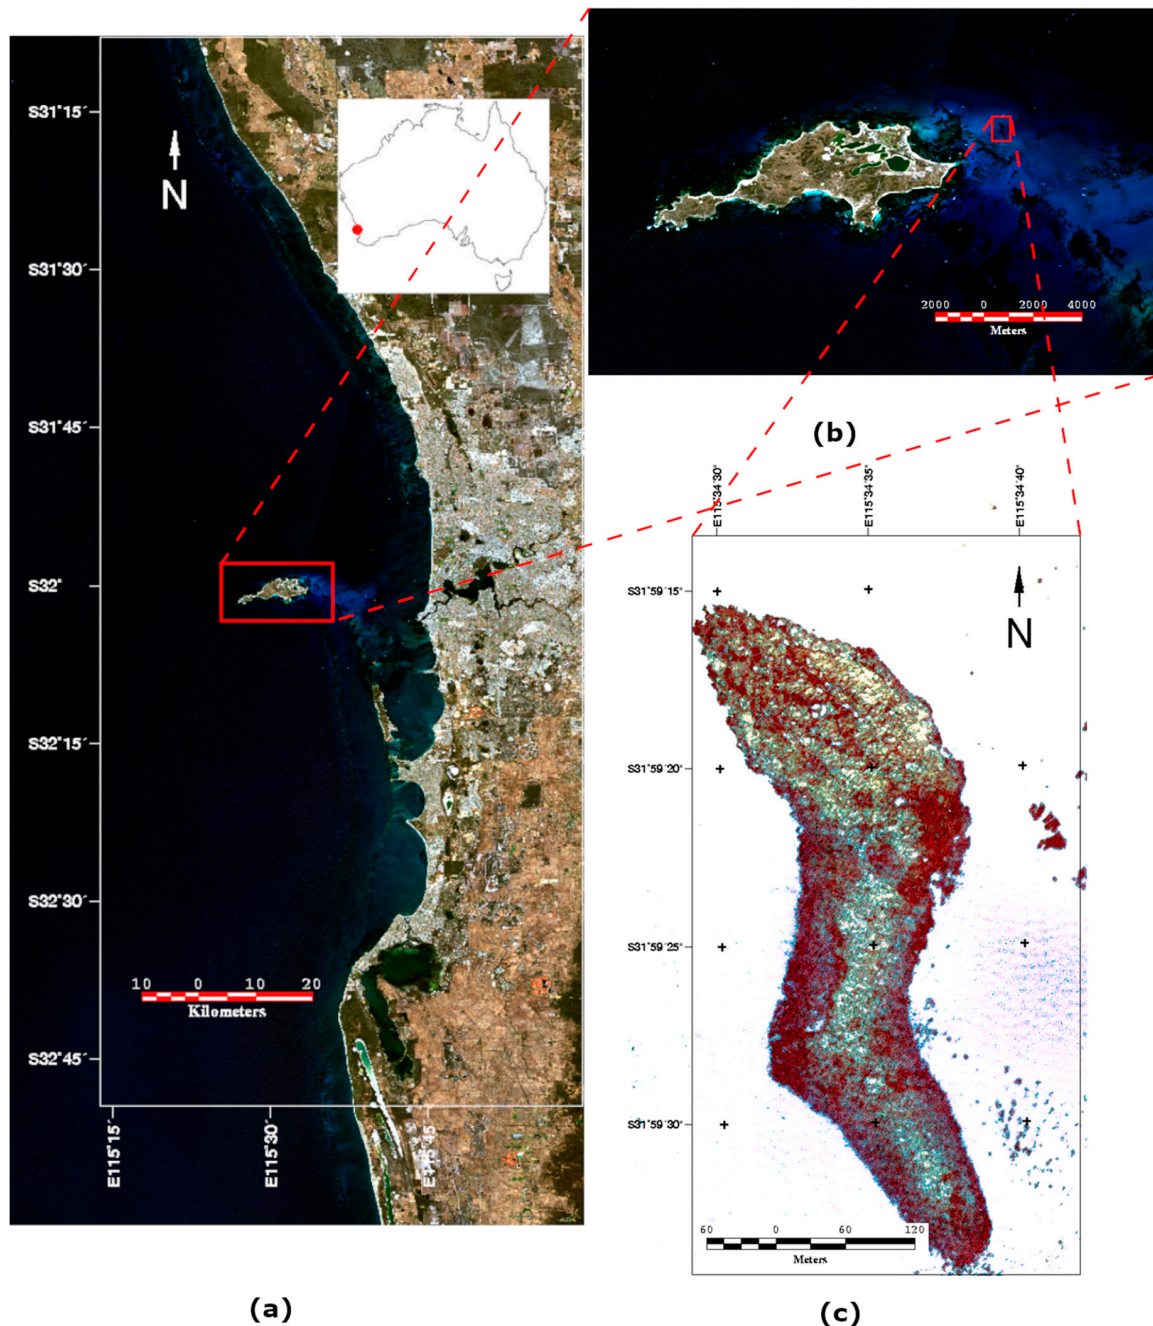 S31°15´
S31°30´
S31°45´
S32°
S32°15´
S32°30´
S32°45´
E115°15´
E115°30´
E115°45´
N
10 0 10 20
Kilometers
(a)
2000 0 2000 4000
Meters
(b)
E115°34'30"
E115°34'35"
E115°34'40"
S31°59'15"
S31°59'20"
S31°59'25"
S31°59'30"
N
60 0 60 120
Meters
(c)